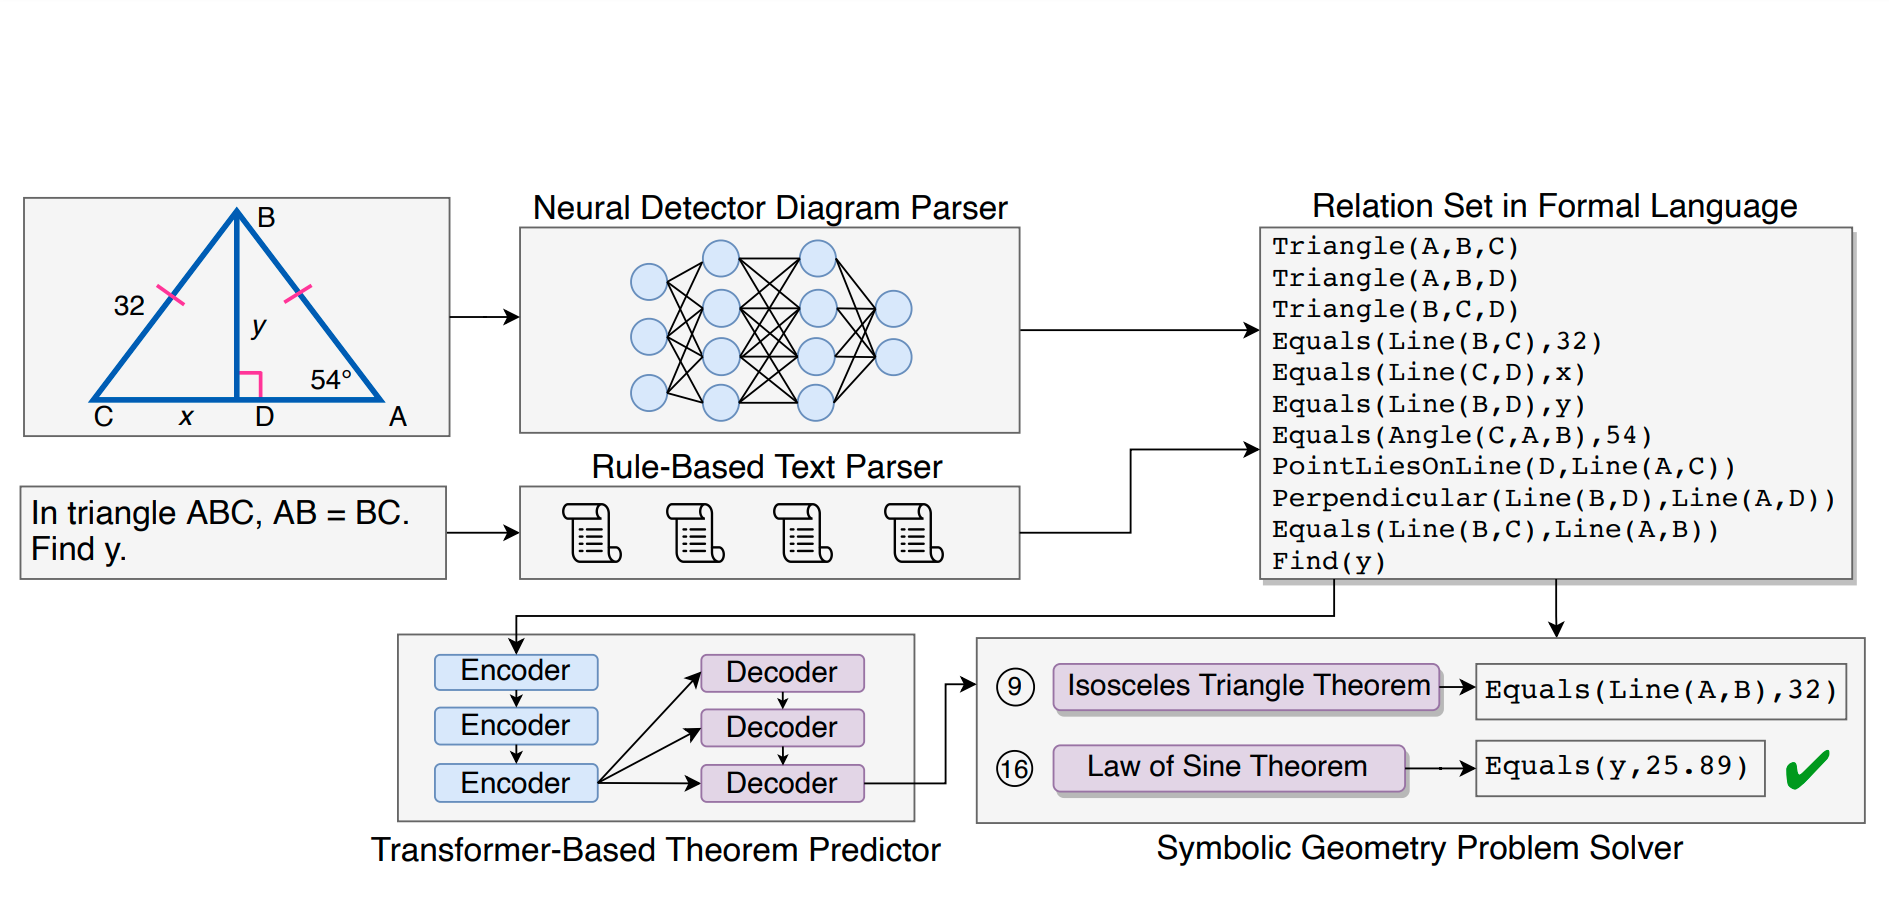 B
32
y
54°
C
x
D
A
In triangle ABC, AB = BC.
Find y.
Neural Detector Diagram Parser
Rule-Based Text Parser
Relation Set in Formal Language
Triangle(A,B,C)
Triangle(A,B,D)
Triangle(B,C,D)
Equals(Line(B,C),32)
Equals(Line(C,D),x)
Equals(Line(B,D),y)
Equals(Angle(C,A,B),54)
PointLiesOnLine(D,Line(A,C))
Perpendicular(Line(B,D),Line(A,D))
Equals(Line(B,C),Line(A,B))
Find(y)
Encoder
Encoder
Encoder
Decoder
Decoder
Decoder
Transformer-Based Theorem Predictor
9 Isosceles Triangle Theorem Equals(Line(A,B),32)
16 Law of Sine Theorem Equals(y,25.89)
Symbolic Geometry Problem Solver